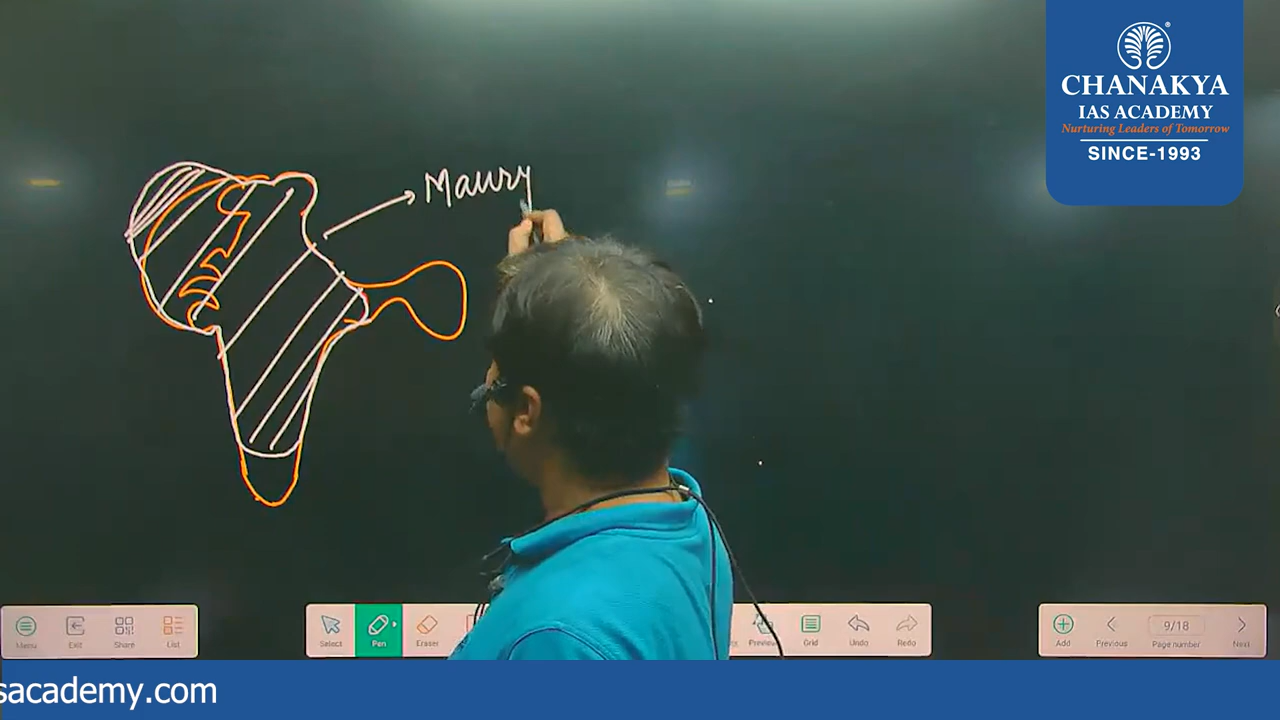 CHANAKYA
IAS ACADEMY
Nurturing Leaders of Tomorrow
SINCE-1993
Maury
Menu
Exit
Share
List
Select
Pen
Eraser
Grid
Undo
Redo
Add
Previous
9/18
Page number
Next
sacademy.com